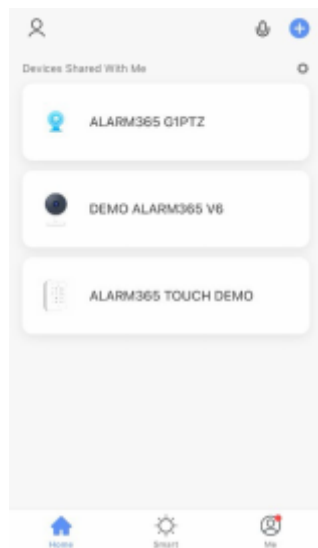 Devices Shared With Me
ALARM365 G1PTZ
DEMO ALARM365 V6
ALARM365 TOUCH DEMO
Home
Smart
Me